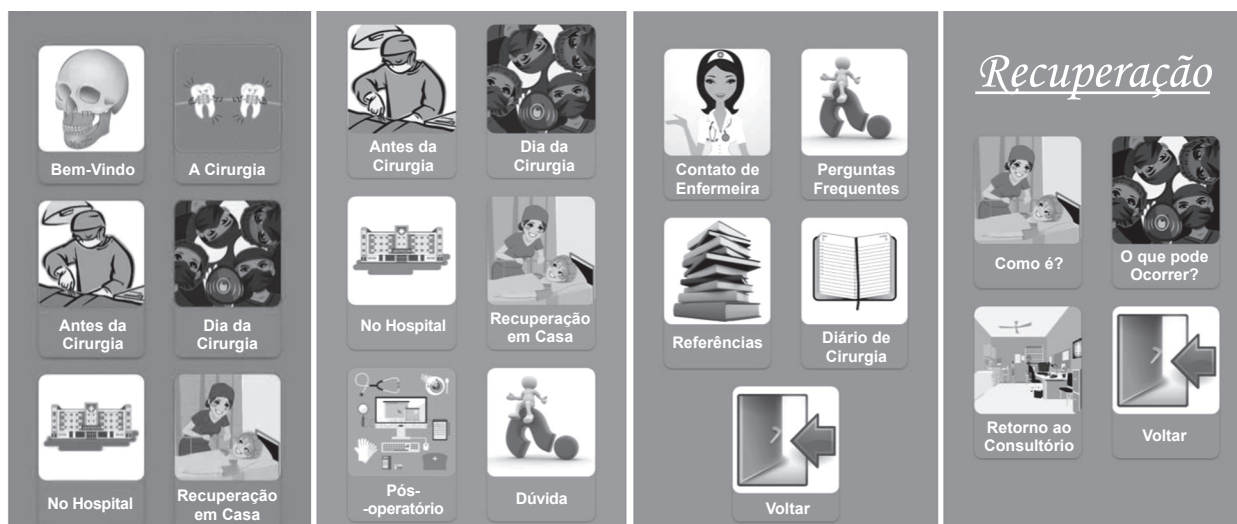 Bem-Vindo
A Cirurgia
Antes da
Cirurgia
Dia da
Cirurgia
No Hospital
Recuperação
em Casa
Antes da
Cirurgia
Dia da
Cirurgia
No Hospital
Recuperação
em Casa
Pós-
-operatório
Dúvida
Contato de
Enfermeira
Perguntas
Frequentes
Referências
Diário de
Cirurgia
Voltar
Recuperação
Como é?
O que pode
Ocorrer?
Retorno ao
Consultório
Voltar